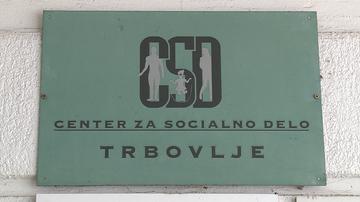 CSD
CENTER ZA SOCIALNO DELO
TRBOVLJE